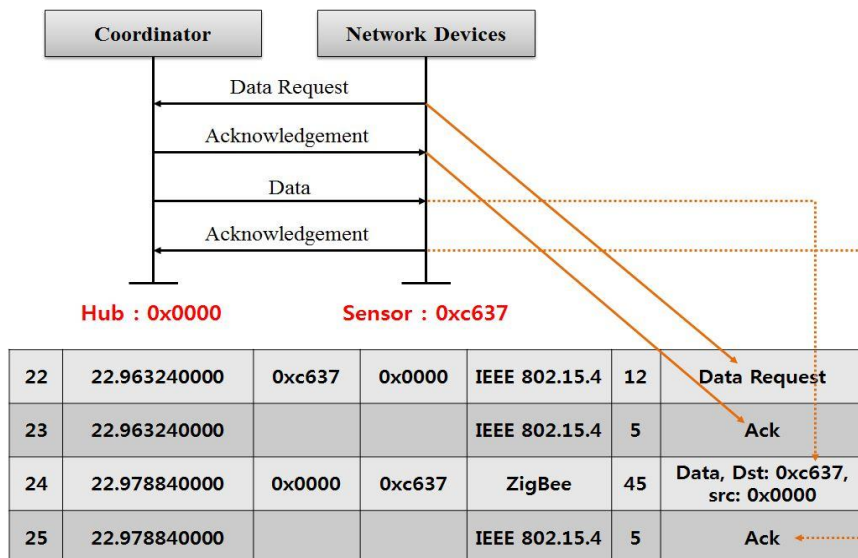 Coordinator
Network Devices
Data Request
Acknowledgement
Data
Acknowledgement
Hub : 0x0000
Sensor : 0xc637
22 22.963240000 0xc637 0x0000 IEEE 802.15.4 12 Data Request
23 22.963240000 IEEE 802.15.4 5 Ack
24 22.978840000 0x0000 0xc637 ZigBee 45 Data, Dst: 0xc637,
src: 0x0000
25 22.978840000 IEEE 802.15.4 5 Ack